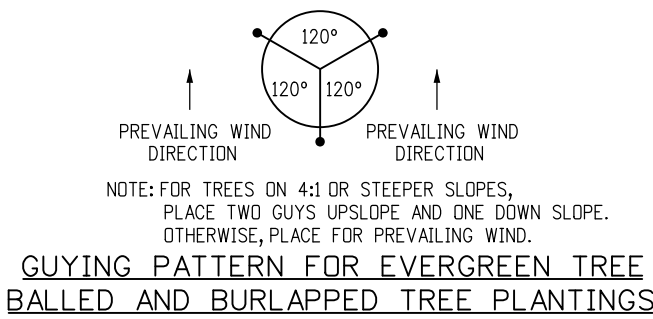 120°
120° 120°
PREVAILING WIND DIRECTION
PREVAILING WIND DIRECTION
NOTE: FOR TREES ON 4:1 OR STEEPER SLOPES,
PLACE TWO GUYS UPSLOPE AND ONE DOWN SLOPE.
OTHERWISE, PLACE FOR PREVAILING WIND.
GUYING PATTERN FOR EVERGREEN TREE
BALLED AND BURLAPPED TREE PLANTINGS